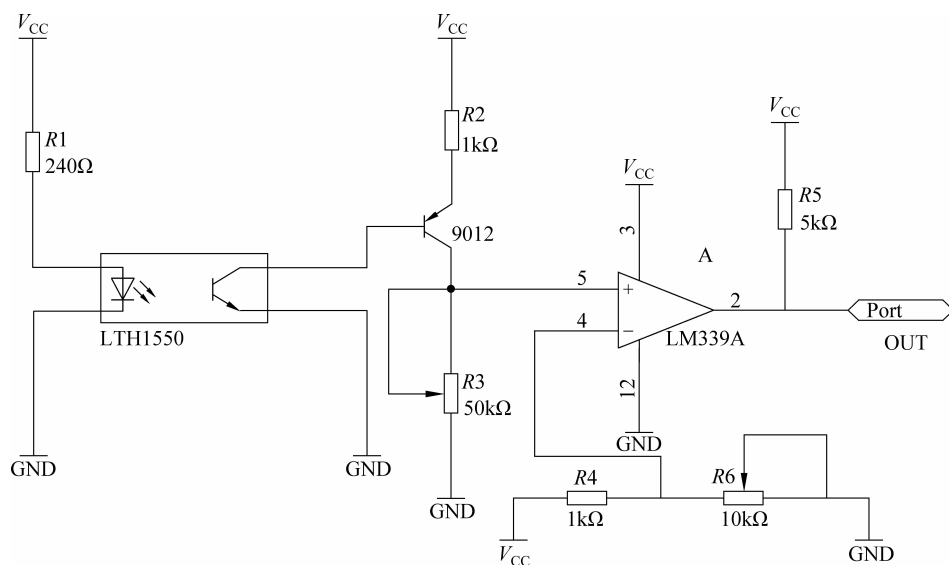 VCC
VCC
R1
240Ω
R2
1kΩ
VCC
VCC
R5
5kΩ
3
A
9012
5
+
4
−
2
LM339A
Port
OUT
LTH1550
R3
50kΩ
12
GND
GND
GND
GND
R4
1kΩ
R6
10kΩ
VCC
GND